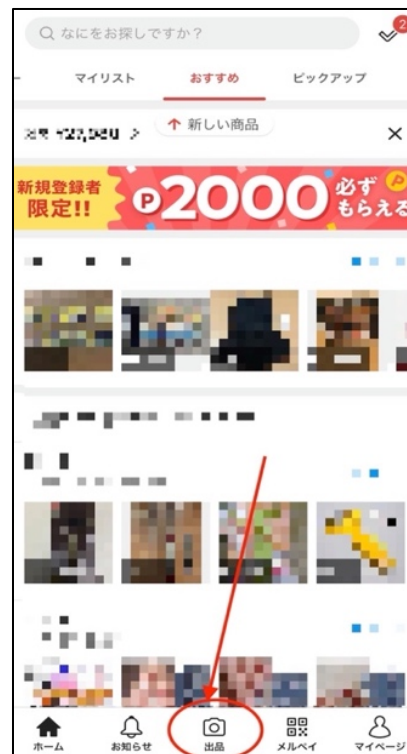 なにをお探しですか？
2
マイリスト
おすすめ
ピックアップ
↑ 新しい商品
新規登録者
限定!!
P2000
必ず
もらえる
P
ホーム
お知らせ
出品
メルペイ
マイページ